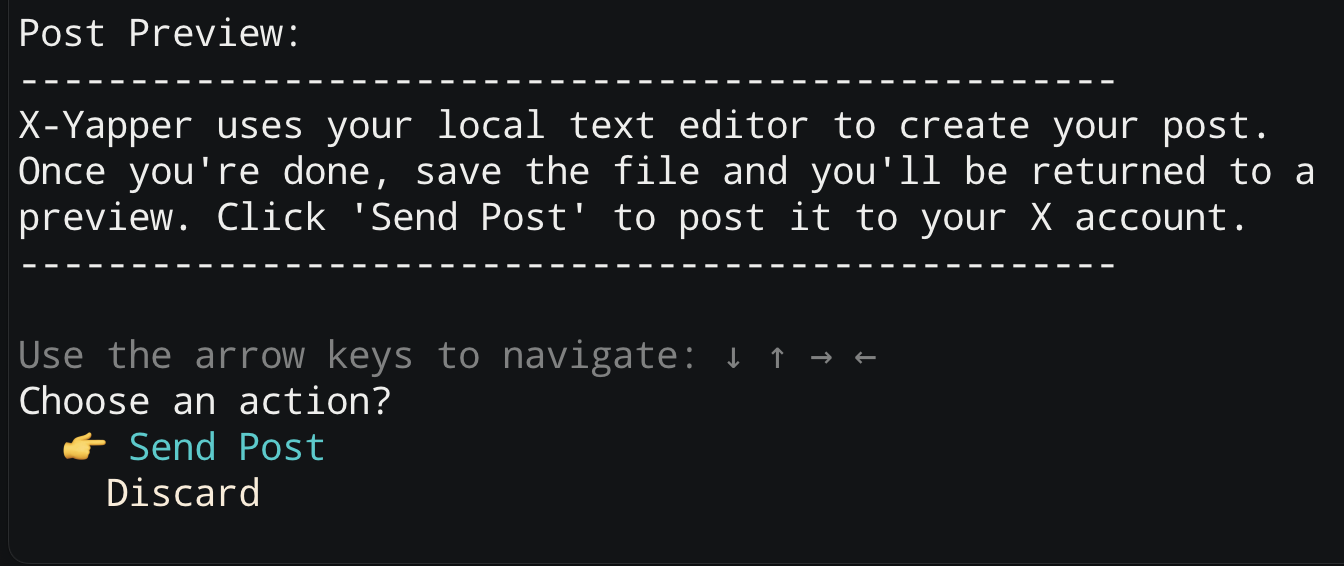 Post Preview:
--------------------------------------------------
X-Yapper uses your local text editor to create your post.
Once you're done, save the file and you'll be returned to a
preview. Click 'Send Post' to post it to your X account.
--------------------------------------------------
Use the arrow keys to navigate: ↓ ↑ → ←
Choose an action?
👉 Send Post
Discard